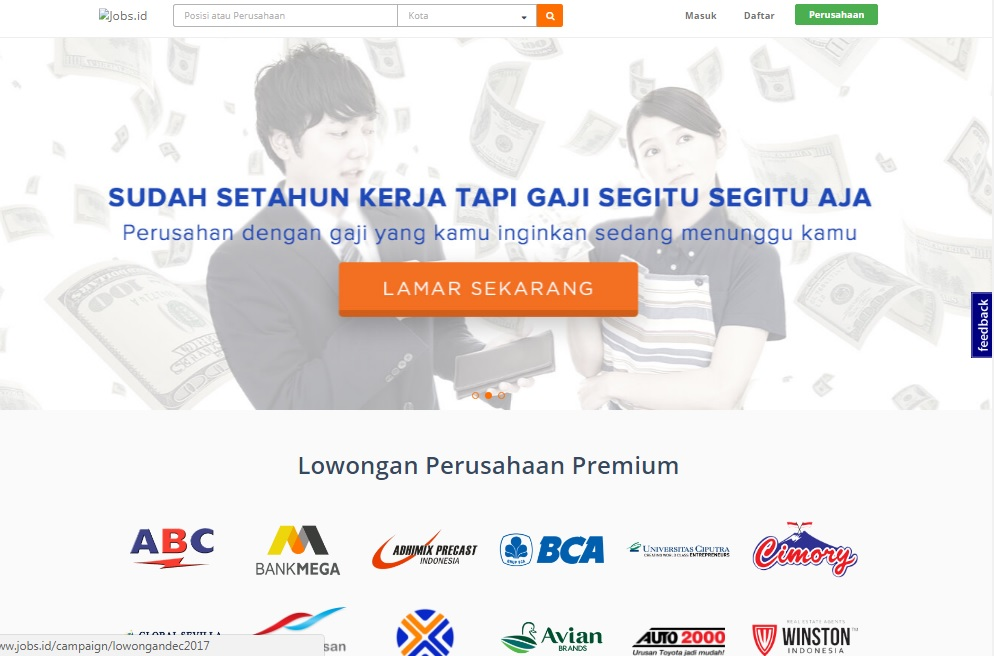 Jobs.id
Posisi atau Perusahaan
Kota
Masuk
Daftar
Perusahaan
SUDAH SETAHUN KERJA TAPI GAJI SEGITU SEGITU AJA
Perusahan dengan gaji yang kamu inginkan sedang menunggu kamu
LAMAR SEKARANG
feedback
Lowongan Perusahaan Premium
ABC
BANKMEGA
ADHIMIX PRECAST
INDONESIA
BCA
UNIVERSITAS CIPUTRA
Cimory
GLOBAL SEVILLA
san
Avian
BRANDS
AUTO 2000
Urusan Toyota jadi mudah!
REAL ESTATE AGENTS
WINSTON
INDONESIA
ww.jobs.id/campaign/lowongandec2017